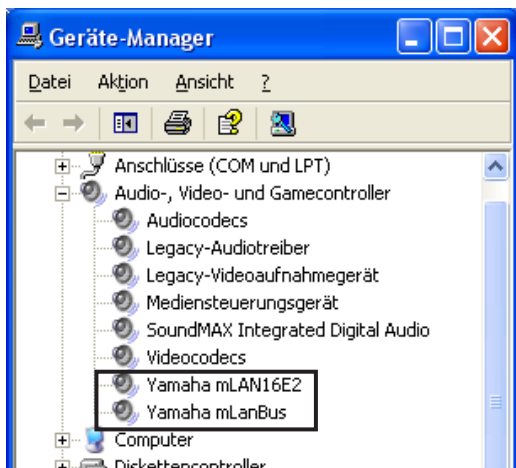 Geräte-Manager
Datei Aktion Ansicht ?
Anschlüsse (COM und LPT)
Audio-, Video- und Gamecontroller
Audiocodecs
Legacy-Audiotreiber
Legacy-Videoaufnahmegerät
Mediensteuerungsgerät
SoundMAX Integrated Digital Audio
Videocodecs
Yamaha mLAN16E2
Yamaha mLanBus
Computer
Diskettencontroller